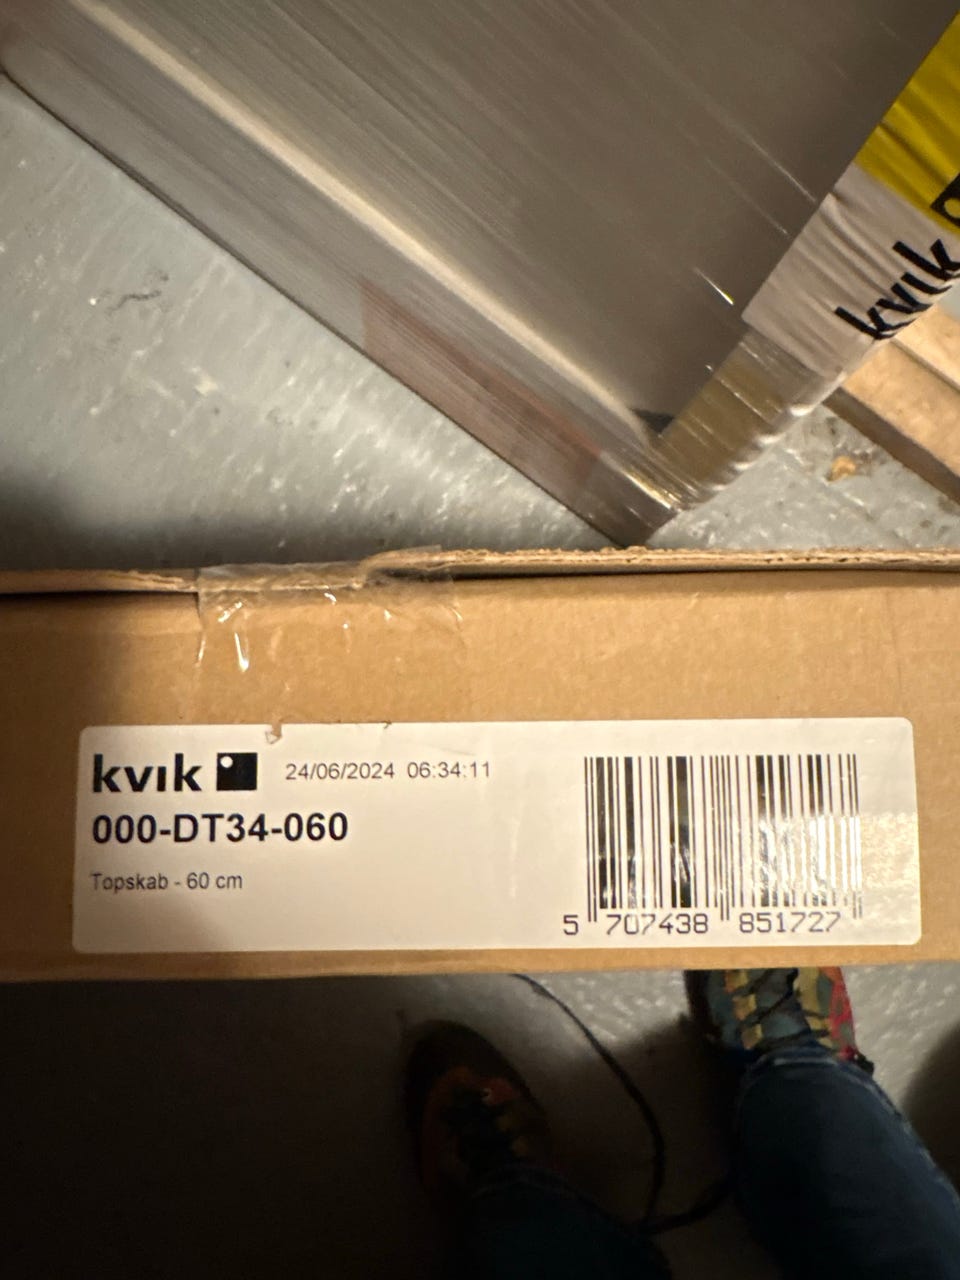 kvik
kvik
24/06/2024 06:34:11
000-DT34-060
Topskab - 60 cm
5 707438 851727